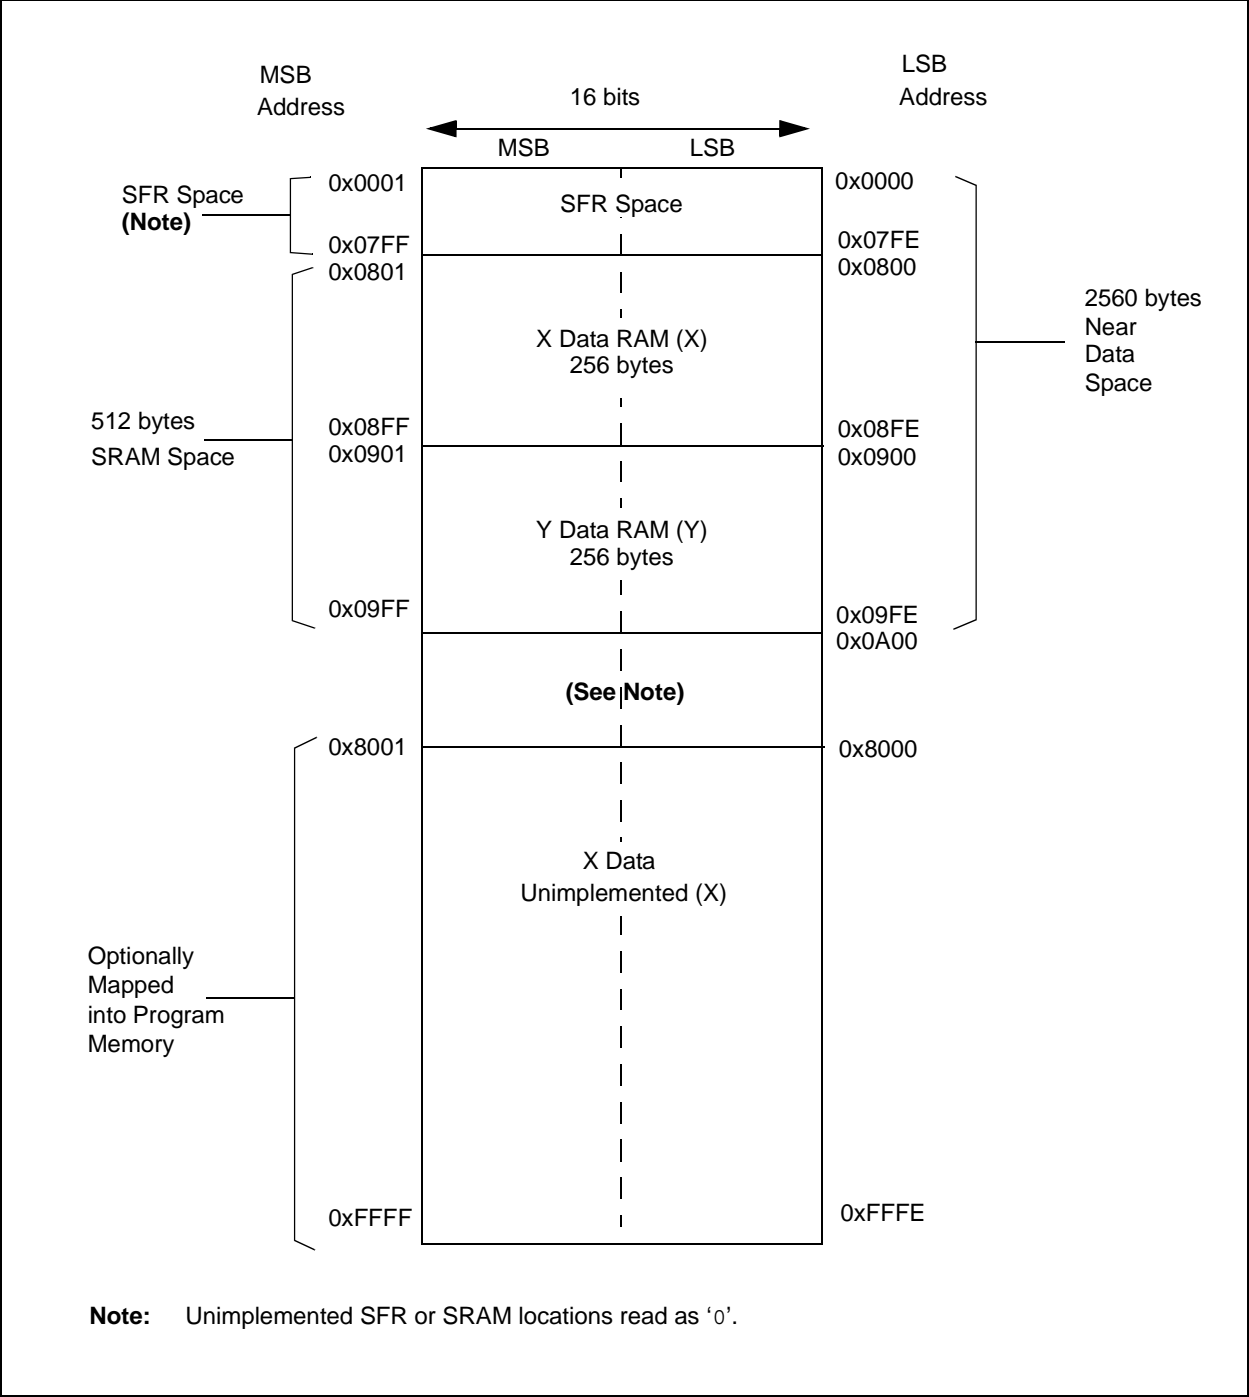 MSB
Address
16 bits
LSB
Address
MSB
LSB
SFR Space
(Note)
0x0001
SFR Space
0x0000
0x07FF
0x07FE
0x0801
0x0800
X Data RAM (X)
256 bytes
2560 bytes
Near
Data
Space
512 bytes
SRAM Space
0x08FF
0x08FE
0x0901
0x0900
Y Data RAM (Y)
256 bytes
0x09FF
0x09FE
0x0A00
(See Note)
0x8001
0x8000
X Data
Unimplemented (X)
Optionally
Mapped
into Program
Memory
0xFFFF
0xFFFE
Note: Unimplemented SFR or SRAM locations read as ‘0’.